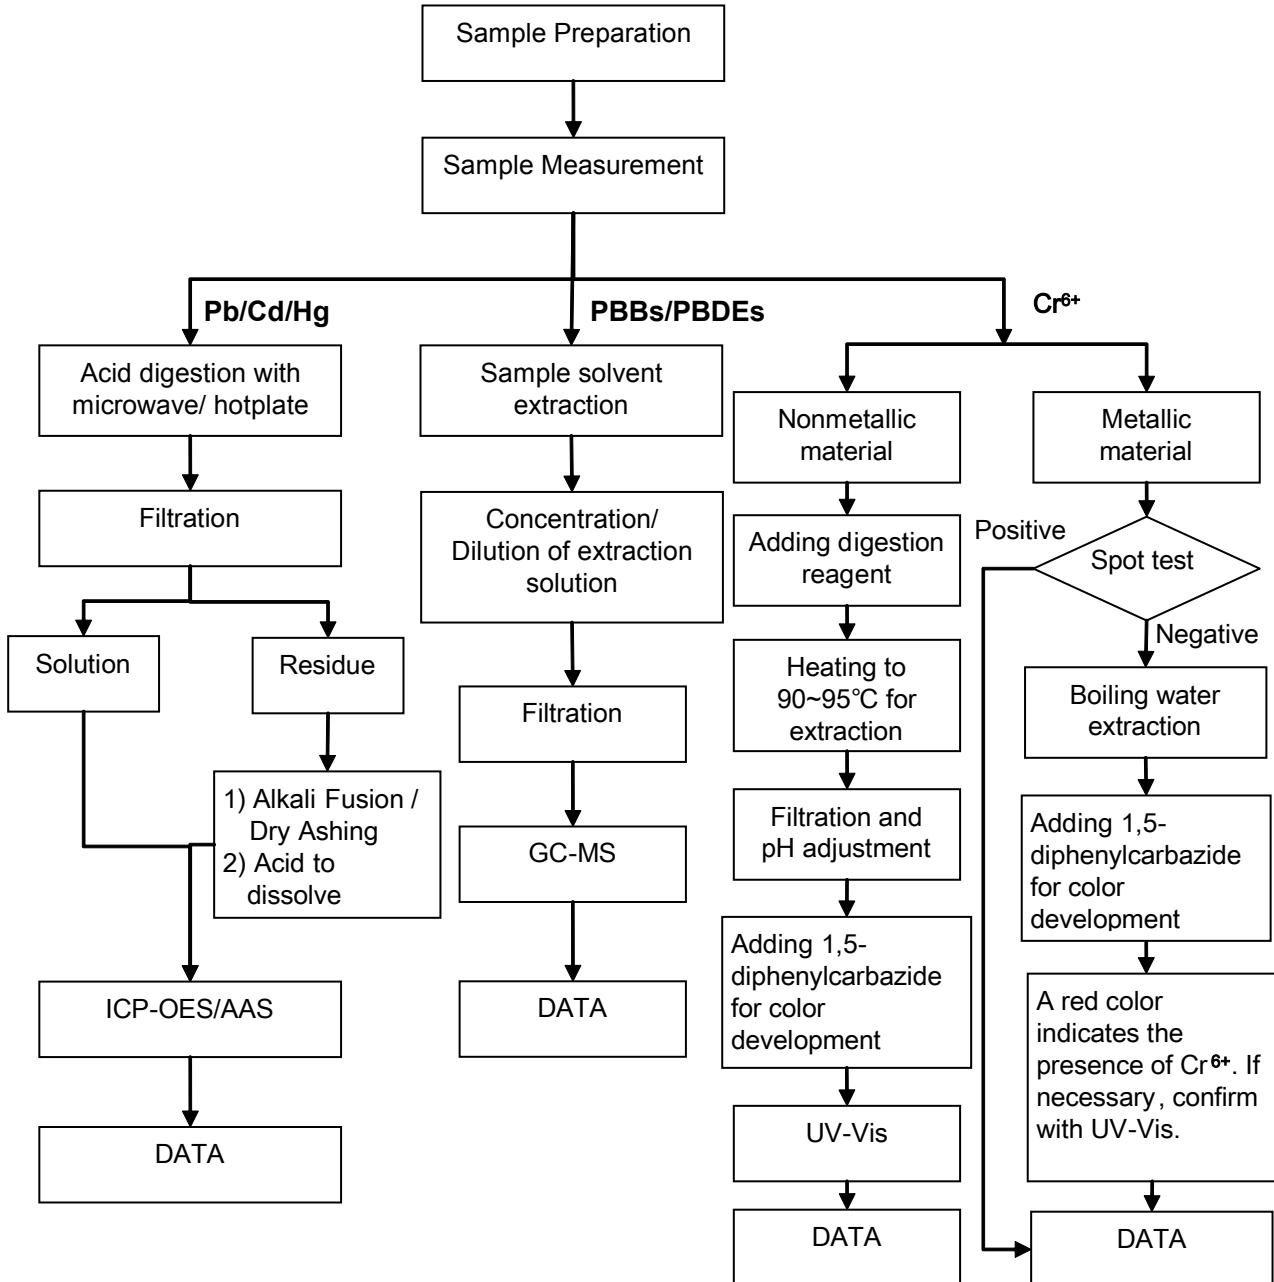 Sample Preparation
Sample Measurement
Pb/Cd/Hg
PBBs/PBDEs
Cr6+
Acid digestion with
microwave/ hotplate
Filtration
Solution
Residue
1) Alkali Fusion /
Dry Ashing
2) Acid to
dissolve
ICP-OES/AAS
DATA
Sample solvent
extraction
Concentration/
Dilution of extraction
solution
Filtration
GC-MS
DATA
Nonmetallic
material
Adding digestion
reagent
Heating to
90~95℃ for
extraction
Filtration and
pH adjustment
Adding 1,5-
diphenylcarbazide
for color
development
UV-Vis
DATA
Metallic
material
Spot test
Positive
Negative
Boiling water
extraction
Adding 1,5-
diphenylcarbazide
for color
development
A red color
indicates the
presence of Cr6+. If
necessary, confirm
with UV-Vis.
DATA